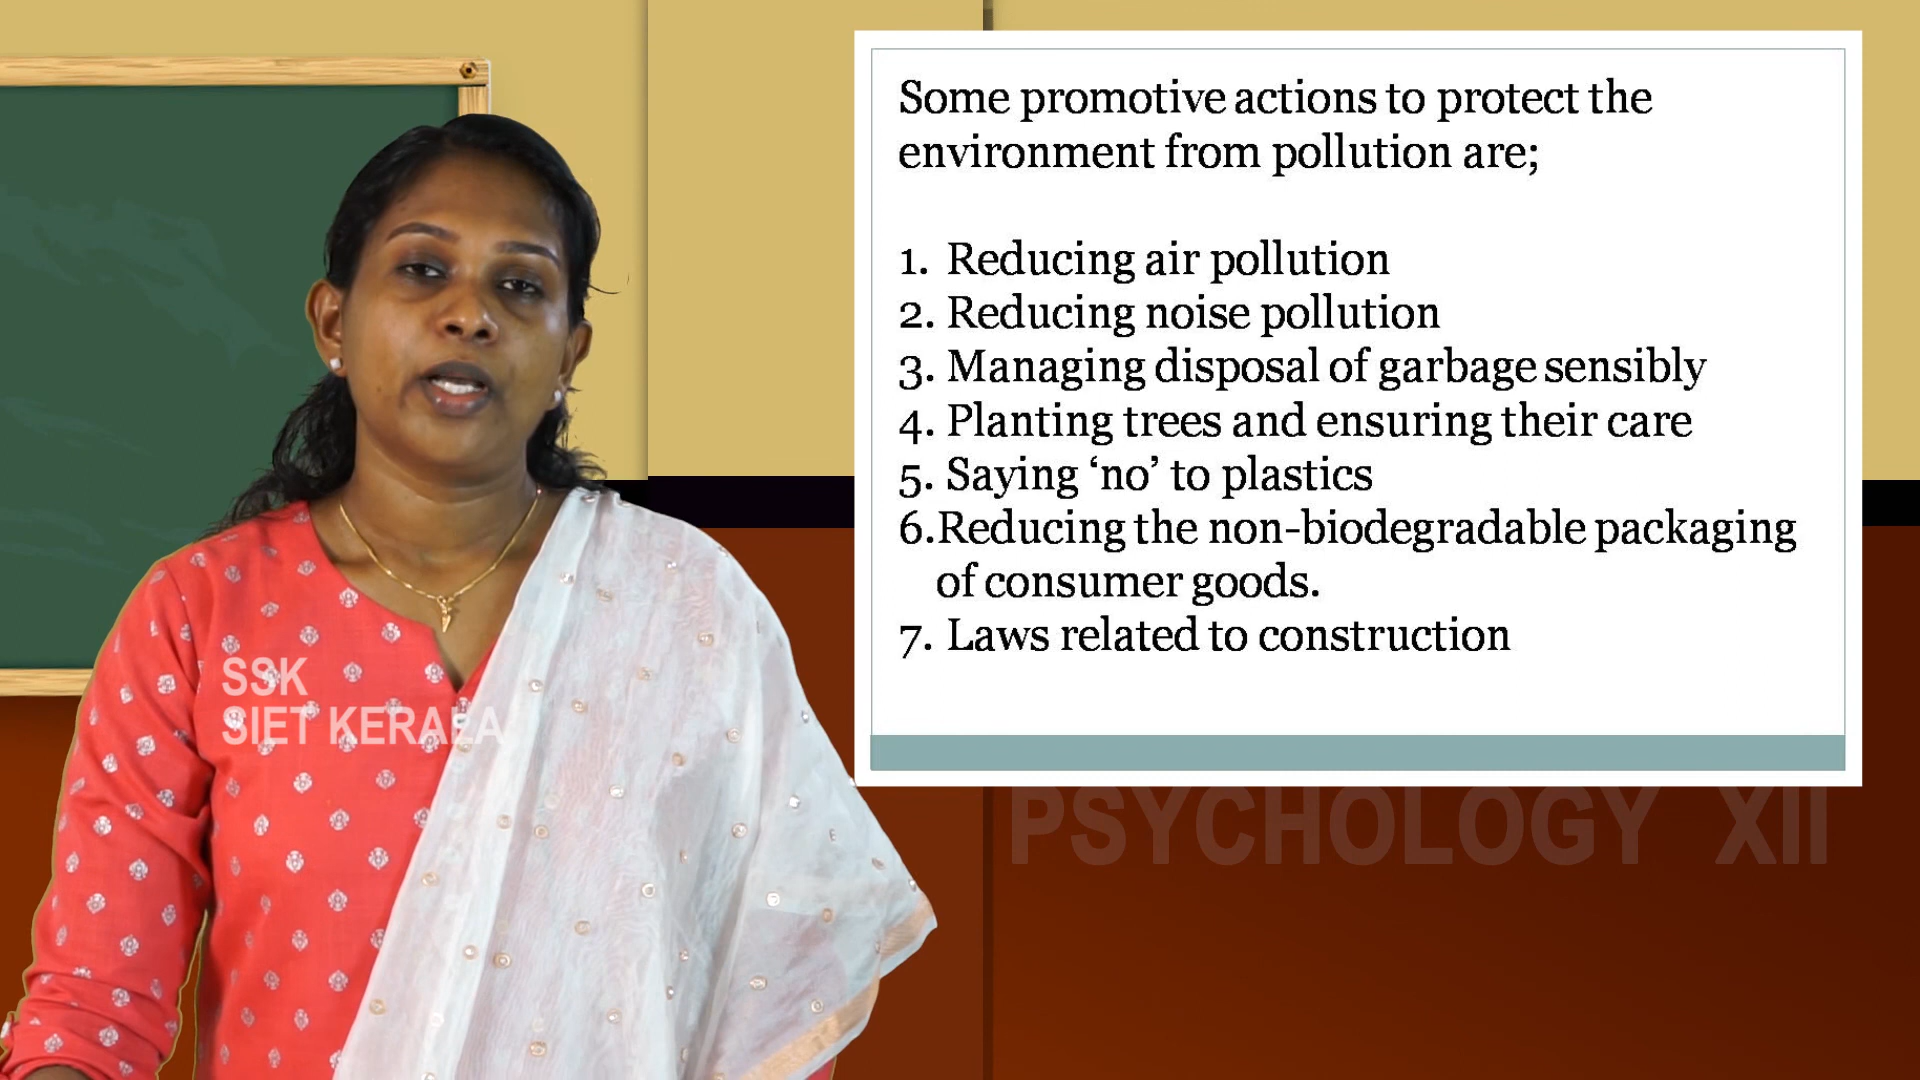 Some promotive actions to protect the
environment from pollution are;
1. Reducing air pollution
2. Reducing noise pollution
3. Managing disposal of garbage sensibly
4. Planting trees and ensuring their care
5. Saying ‘no’ to plastics
6.Reducing the non-biodegradable packaging
of consumer goods.
7. Laws related to construction
SSK
SIET KERALA
PSYCHOLOGY XII